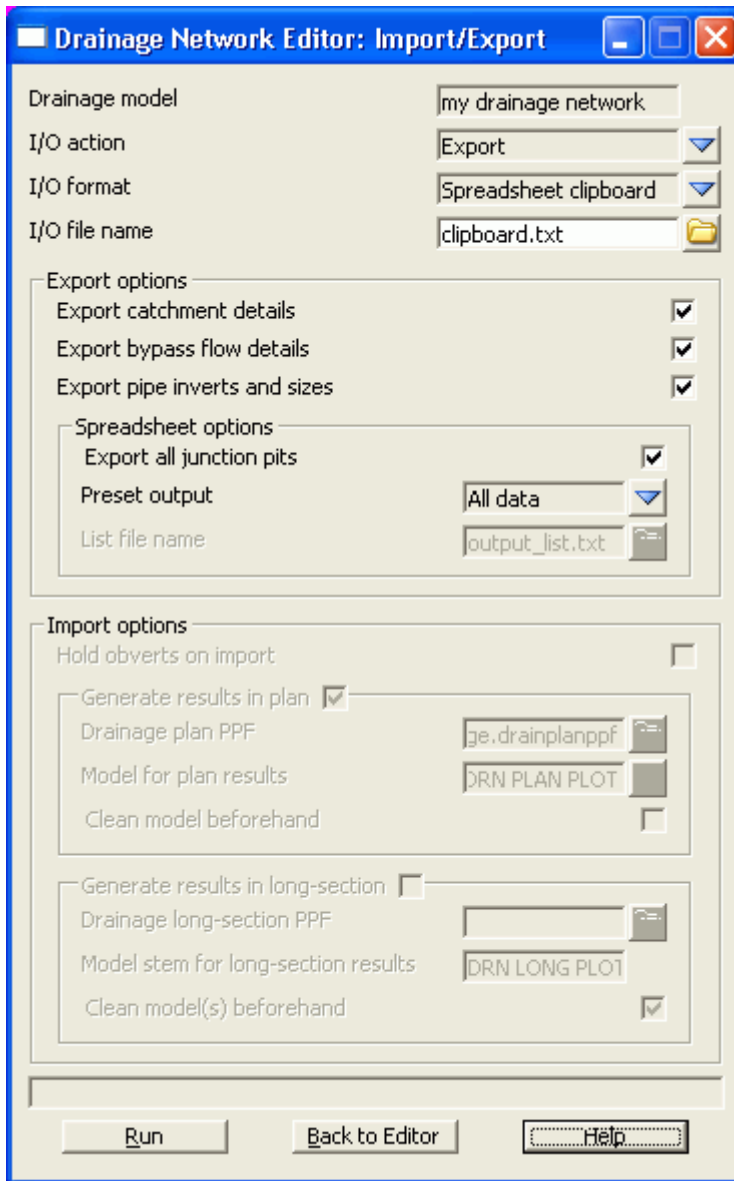 Drainage Network Editor: Import/Export
Drainage model my drainage network
I/O action Export
I/O format Spreadsheet clipboard
I/O file name clipboard.txt
Export options
Export catchment details
Export bypass flow details
Export pipe inverts and sizes
Spreadsheet options
Export all junction pits
Preset output All data
List file name output_list.txt
Import options
Hold obverts on import
Generate results in plan
Drainage plan PPF ge.drainplanppf
Model for plan results DRN PLAN PLOT
Clean model beforehand
Generate results in long-section
Drainage long-section PPF
Model stem for long-section results DRN LONG PLOT
Clean model(s) beforehand
Run Back to Editor Help